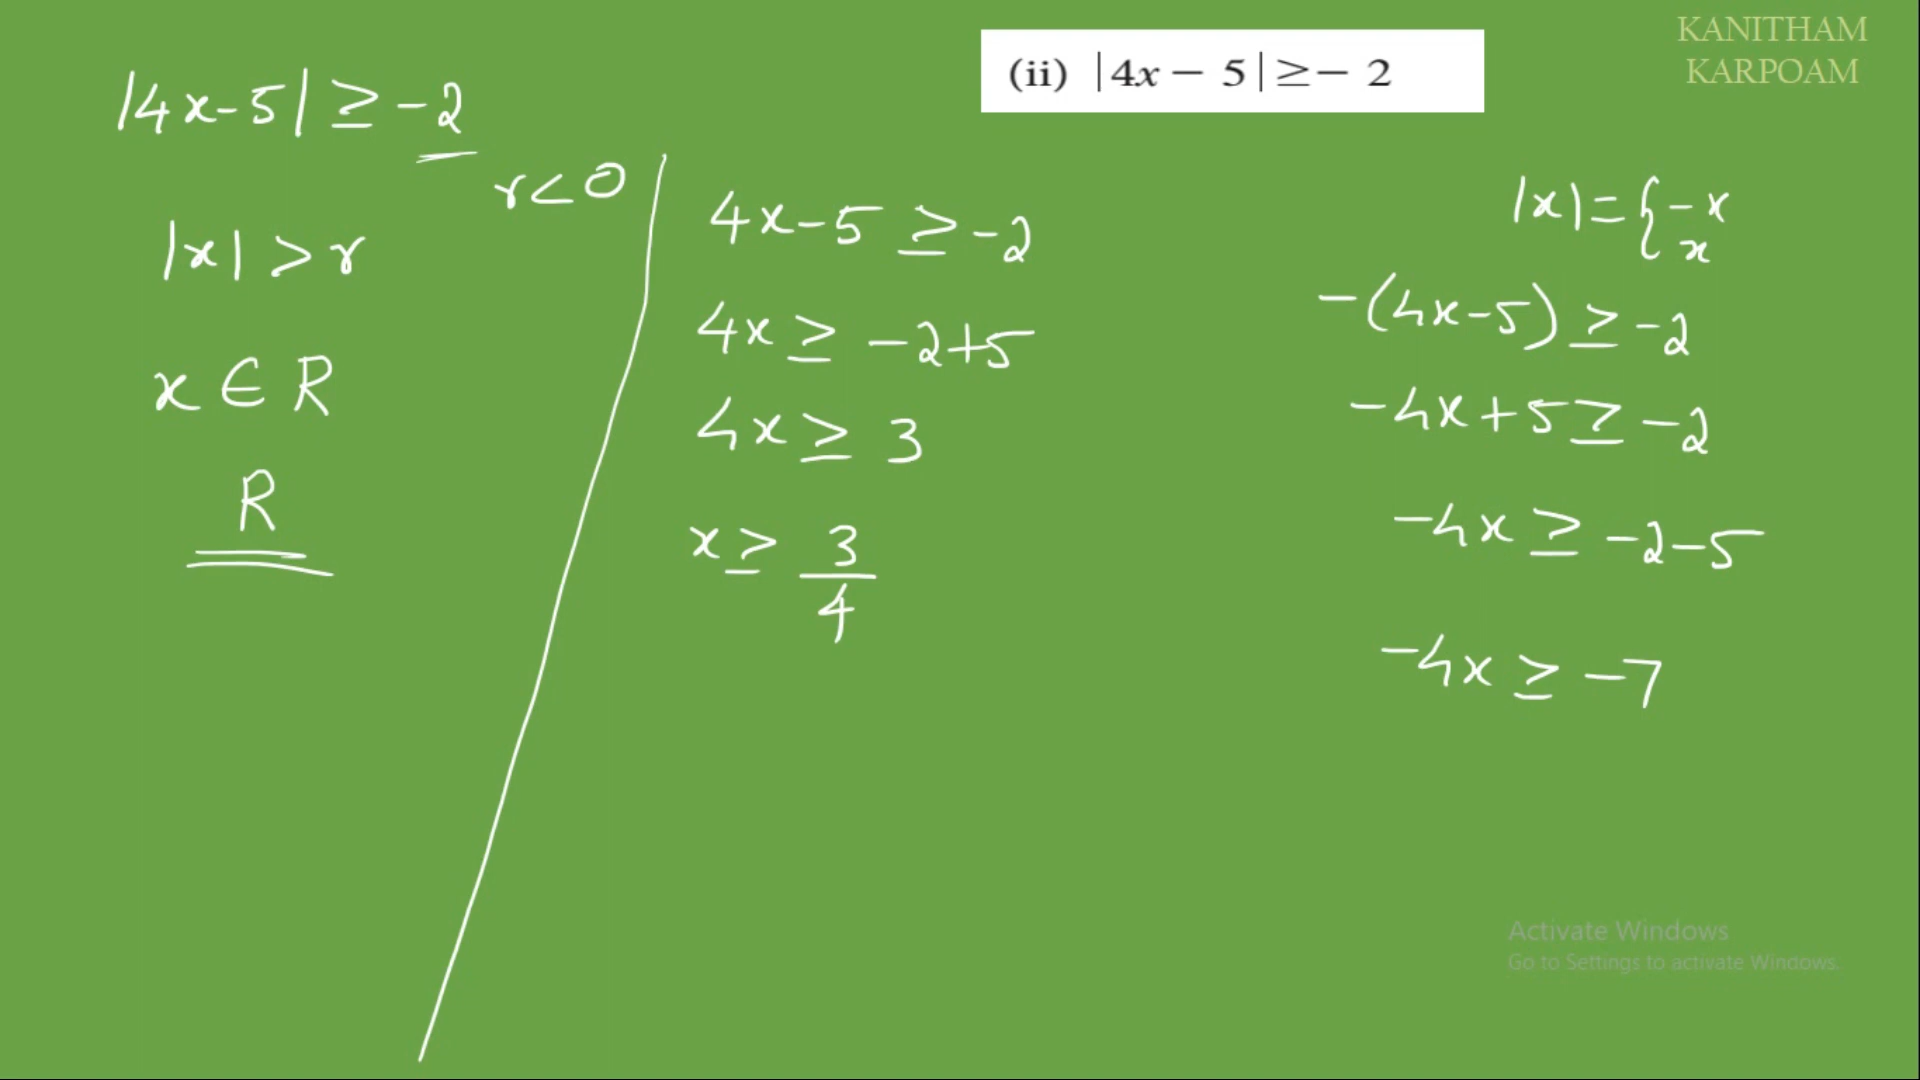 KANITHAM
KARPOAM
(ii) |4x − 5| ≥ − 2
|4x-5| ≥ -2
r<0
|x| > r
x ∈ R
R
4x-5 ≥ -2
4x ≥ -2+5
4x ≥ 3
x ≥ 3/4
|x| = { -x
x
-(4x-5) ≥ -2
-4x+5 ≥ -2
-4x ≥ -2-5
-4x ≥ -7
Activate Windows
Go to Settings to activate Windows.